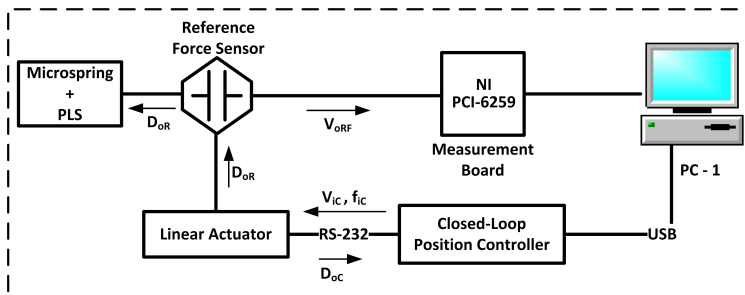 Reference
Force Sensor
Microspring
+
PLS
DoR
VoRF
NI
PCI-6259
Measurement
Board
PC - 1
DoR
ViC , fiC
Linear Actuator
RS-232
DoC
Closed-Loop
Position Controller
USB